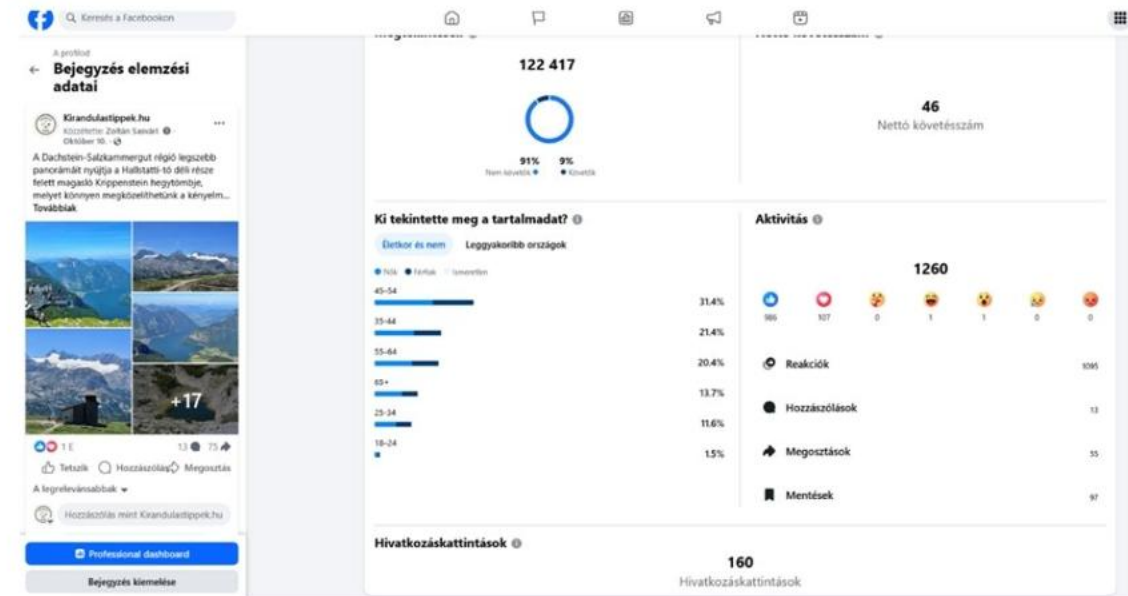 Keresés a Facebookon
A profilod
Bejegyzés elemzési
adatai
Kirandulastippek.hu
Közzétette: Zoltán Sasvári
Október 10.
A Dachstein-Salzkammergut régió legszebb
panorámáit nyújtja a Hallstatti-tó déli része
felett magasló Krippenstein hegytömbje,
melyet könnyen megközelíthetünk a kényelm...
Továbbiak
+17
1 E
13
75
Tetszik
Hozzászólás
Megosztás
A legrelevánsabbak
Hozzászólás mint Kirandulastippek.hu
Professional dashboard
Bejegyzés kiemelése
122 417
91% 9%
Nem követők Követők
46
Nettó követésszám
Ki tekintette meg a tartalmadat?
Életkor és nem Leggyakoribb országok
Nők Férfiak Ismeretlen
45-54
31.4%
35-44
21.4%
55-64
20.4%
65+
13.7%
25-34
11.6%
18-24
1.5%
Aktivitás
1260
986 107 0 1 1 0 0
Reakciók 1095
Hozzászólások 13
Megosztások 55
Mentések 97
Hivatkozáskattintások
160
Hivatkozáskattintások